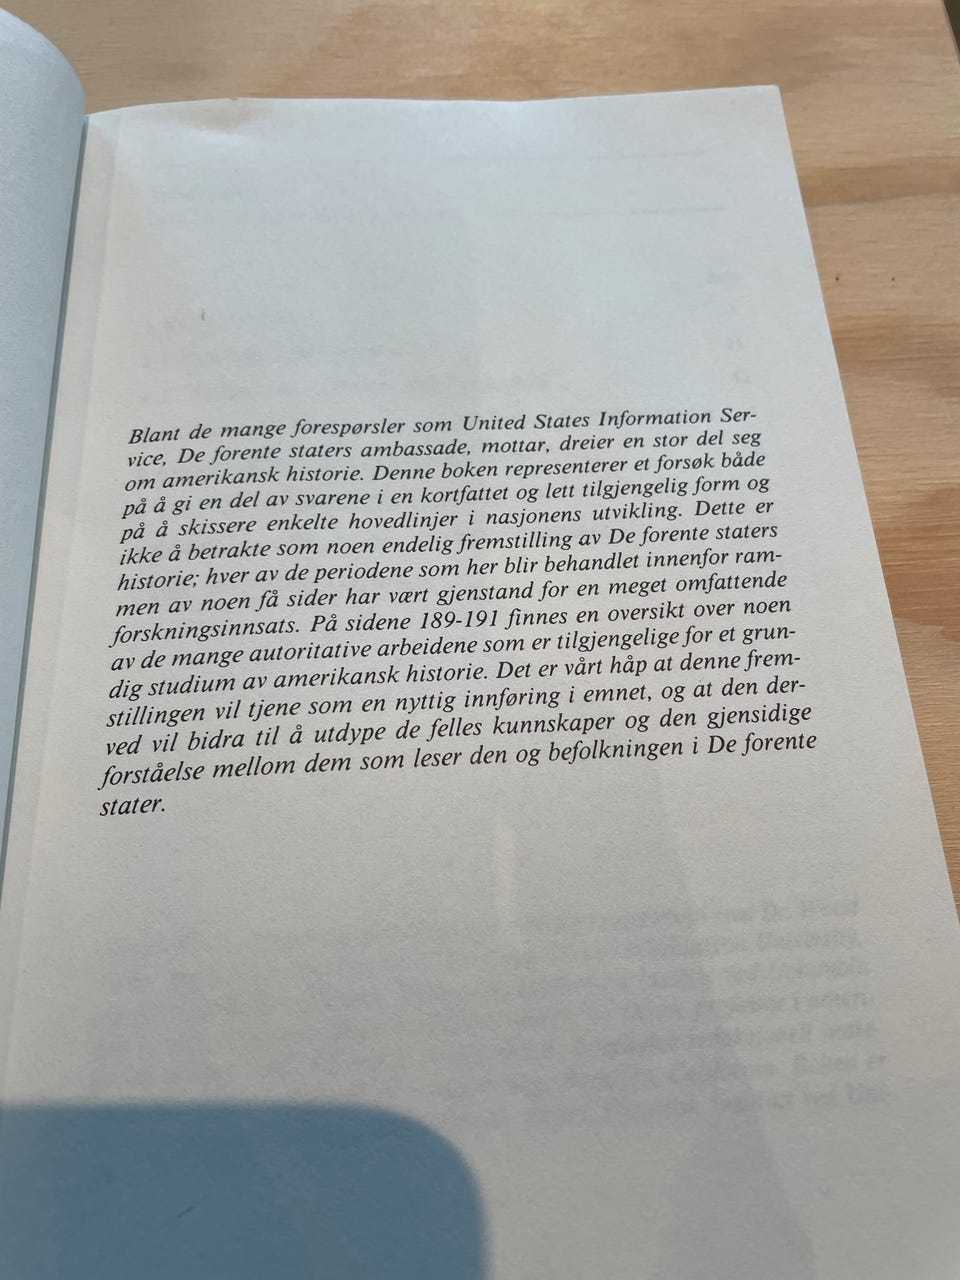 Blant de mange forespørsler som United States Information Ser-
vice, De forente staters ambassade, mottar, dreier en stor del seg
om amerikansk historie. Denne boken representerer et forsøk både
på å gi en del av svarene i en kortfattet og lett tilgjengelig form og
på å skissere enkelte hovedlinjer i nasjonens utvikling. Dette er
ikke å betrakte som noen endelig fremstilling av De forente staters
historie; hver av de periodene som her blir behandlet innenfor ram-
men av noen få sider har vært gjenstand for en meget omfattende
forskningsinnsats. På sidene 189-191 finnes en oversikt over noen
av de mange autoritative arbeidene som er tilgjengelige for et grun-
dig studium av amerikansk historie. Det er vårt håp at denne frem-
stillingen vil tjene som en nyttig innføring i emnet, og at den der-
ved vil bidra til å utdype de felles kunnskaper og den gjensidige
forståelse mellom dem som leser den og befolkningen i De forente
stater.